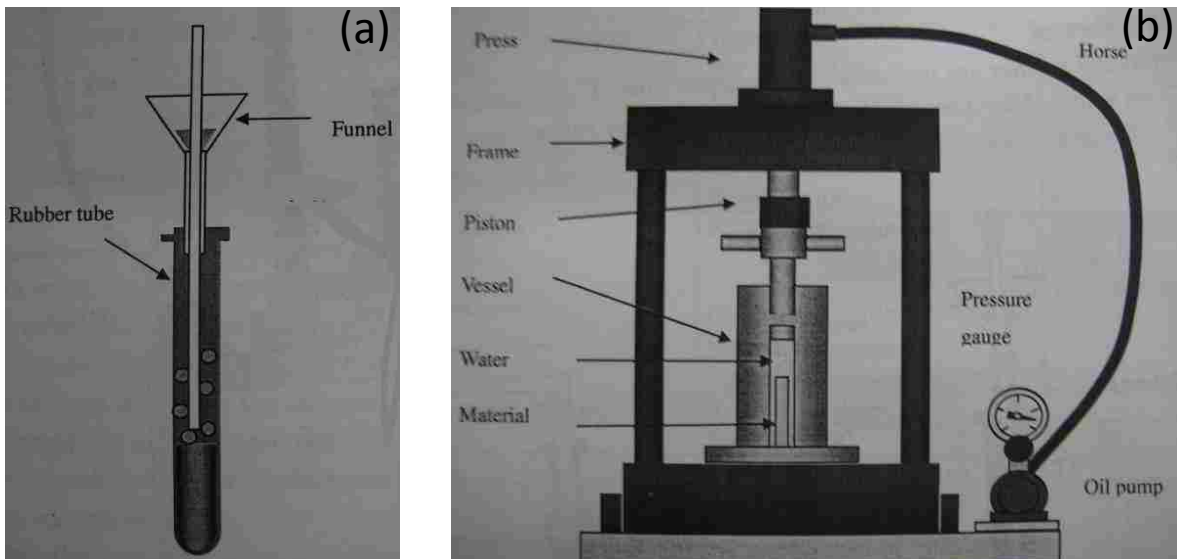 (a)
Funnel
Rubber tube
(b)
Press
Horse
Frame
Piston
Vessel
Pressure
gauge
Water
Material
Oil pump